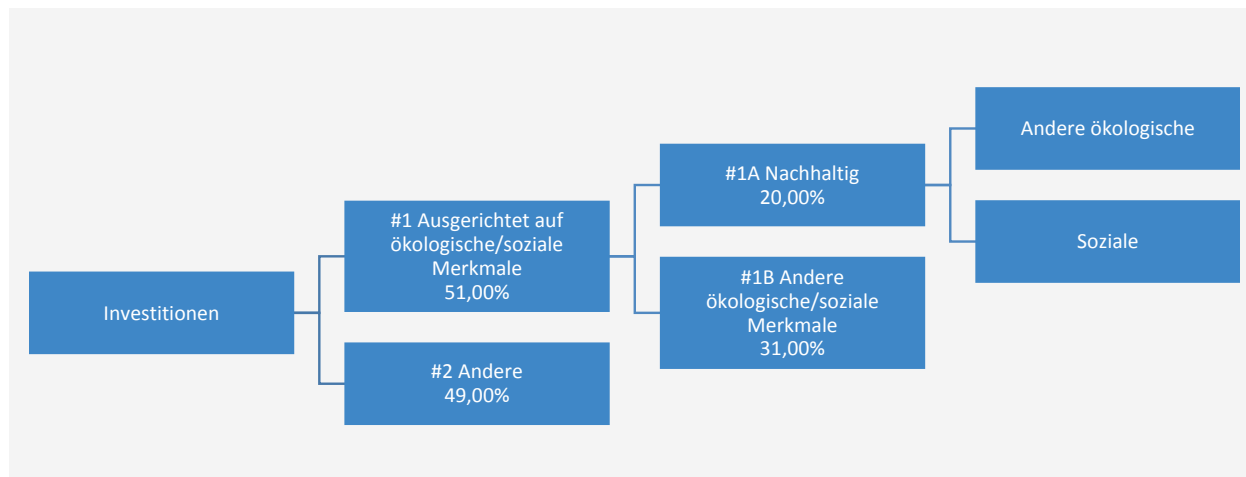 Investitionen
#1 Ausgerichtet auf
ökologische/soziale
Merkmale
51,00%
#2 Andere
49,00%
#1A Nachhaltig
20,00%
#1B Andere
ökologische/soziale
Merkmale
31,00%
Andere ökologische
Soziale